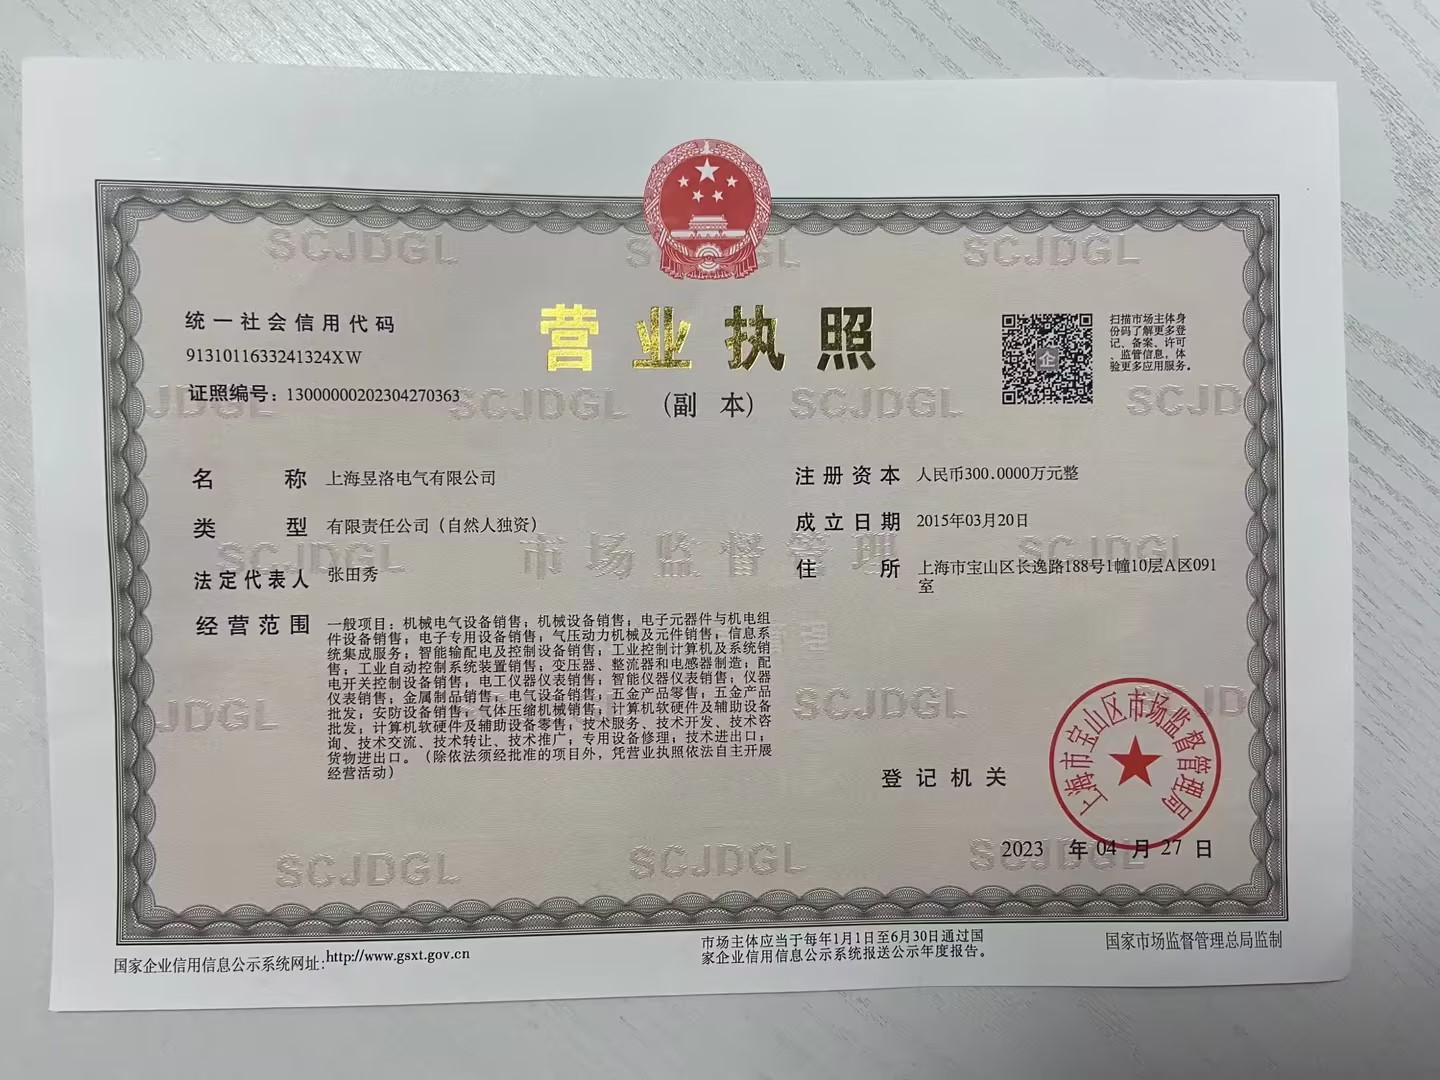 统一社会信用代码
9131011633241324XW
证照编号：13000000202304270363
营业执照
（副 本）
扫描市场主体身
份码了解更多登
记、备案、许可
、监管信息，体
验更多应用服务。
名 称 上海昱洛电气有限公司
类 型 有限责任公司（自然人独资）
法定代表人 张田秀
经营范围 一般项目：机械电气设备销售；机械设备销售；电子元器件与机电组
件设备销售；电子专用设备销售；气压动力机械及元件销售；信息系
统集成服务；智能输配电及控制设备销售；工业控制计算机及系统销
售；工业自动控制系统装置销售；变压器、整流器和电感器制造；配
电开关控制设备销售；电工仪器仪表销售；智能仪器仪表销售；仪器
仪表销售；金属制品销售；电气设备销售；五金产品零售；五金产品
批发；安防设备销售；气体压缩机械销售；计算机软硬件及辅助设备
批发；计算机软硬件及辅助设备零售；技术服务、技术开发、技术咨
询、技术交流、技术转让、技术推广；专用设备修理；技术进出口；
货物进出口。（除依法须经批准的项目外，凭营业执照依法自主开展
经营活动）
注册资本 人民币300.0000万元整
成立日期 2015年03月20日
住 所 上海市宝山区长逸路188号1幢10层A区091
室
登记机关
上海市宝山区市场监督管理局
2023 年 04 月 27 日
国家企业信用信息公示系统网址：http://www.gsxt.gov.cn
市场主体应当于每年1月1日至6月30日通过国
家企业信用信息公示系统报送公示年度报告。
国家市场监督管理总局监制
SCJDGL
SCJDGL
JDGL
SCJDGL
SCJDGL
SCJD
SCJDGL
市场监督管理
SCJDGL
JDGL
SCJDGL
SCJDGL
SCJDGL